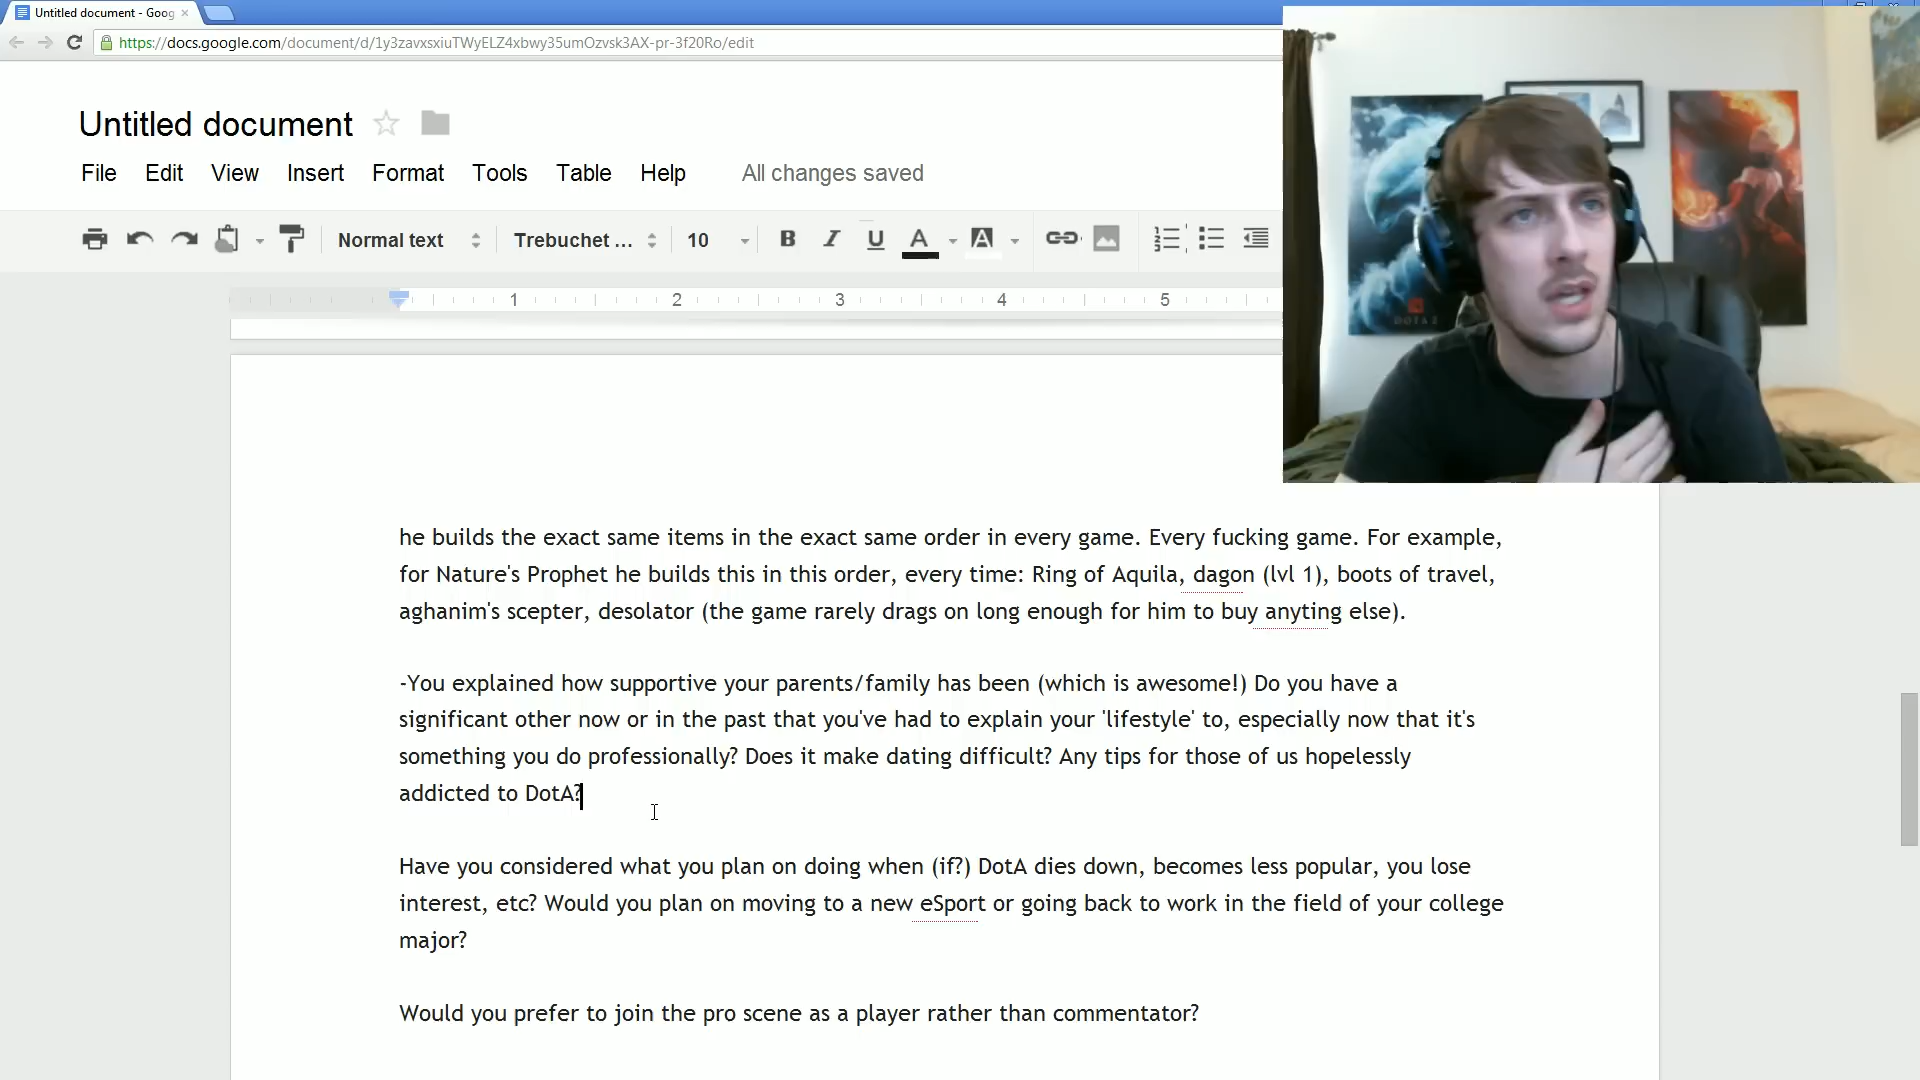 Untitled document - Goog
https://docs.google.com/document/d/1y3zavxsxiuTWyELZ4xbwy35umOzvsk3AX-pr-3f20Ro/edit
Untitled document
File Edit View Insert Format Tools Table Help All changes saved
Normal text Trebuchet ... 10 B I U A A
1 2 3 4 5
DOTA 2
he builds the exact same items in the exact same order in every game. Every fucking game. For example,
for Nature's Prophet he builds this in this order, every time: Ring of Aquila, dagon (lvl 1), boots of travel,
aghanim's scepter, desolator (the game rarely drags on long enough for him to buy anyting else).
-You explained how supportive your parents/family has been (which is awesome!) Do you have a
significant other now or in the past that you've had to explain your 'lifestyle' to, especially now that it's
something you do professionally? Does it make dating difficult? Any tips for those of us hopelessly
addicted to DotA?
Have you considered what you plan on doing when (if?) DotA dies down, becomes less popular, you lose
interest, etc? Would you plan on moving to a new eSport or going back to work in the field of your college
major?
Would you prefer to join the pro scene as a player rather than commentator?